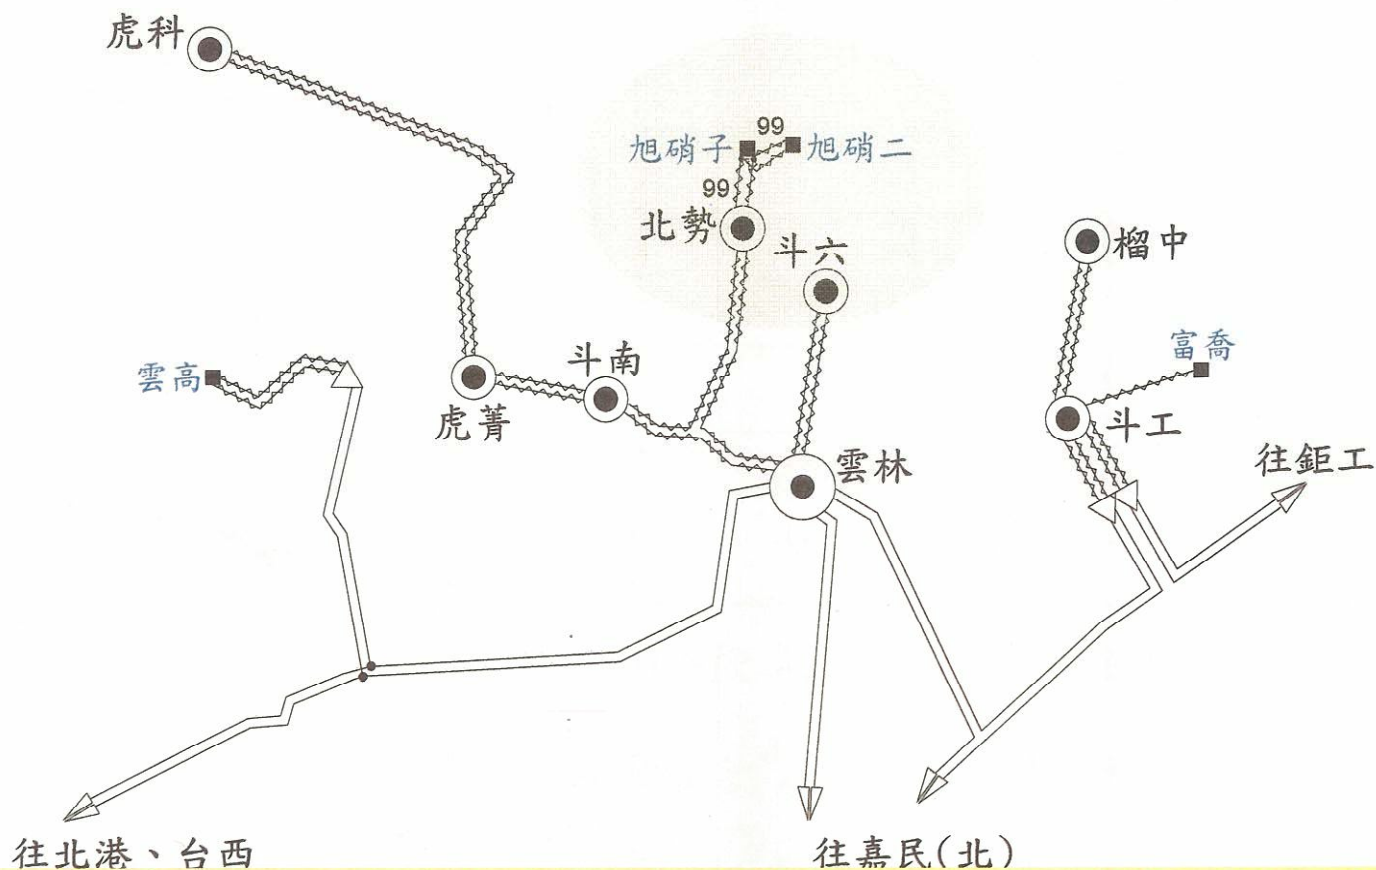 虎科
99
旭硝子
旭硝二
99
北勢
斗六
榴中
富喬
雲高
斗南
虎菁
斗工
雲林
往鉅工
往北港、台西
往嘉民(北)